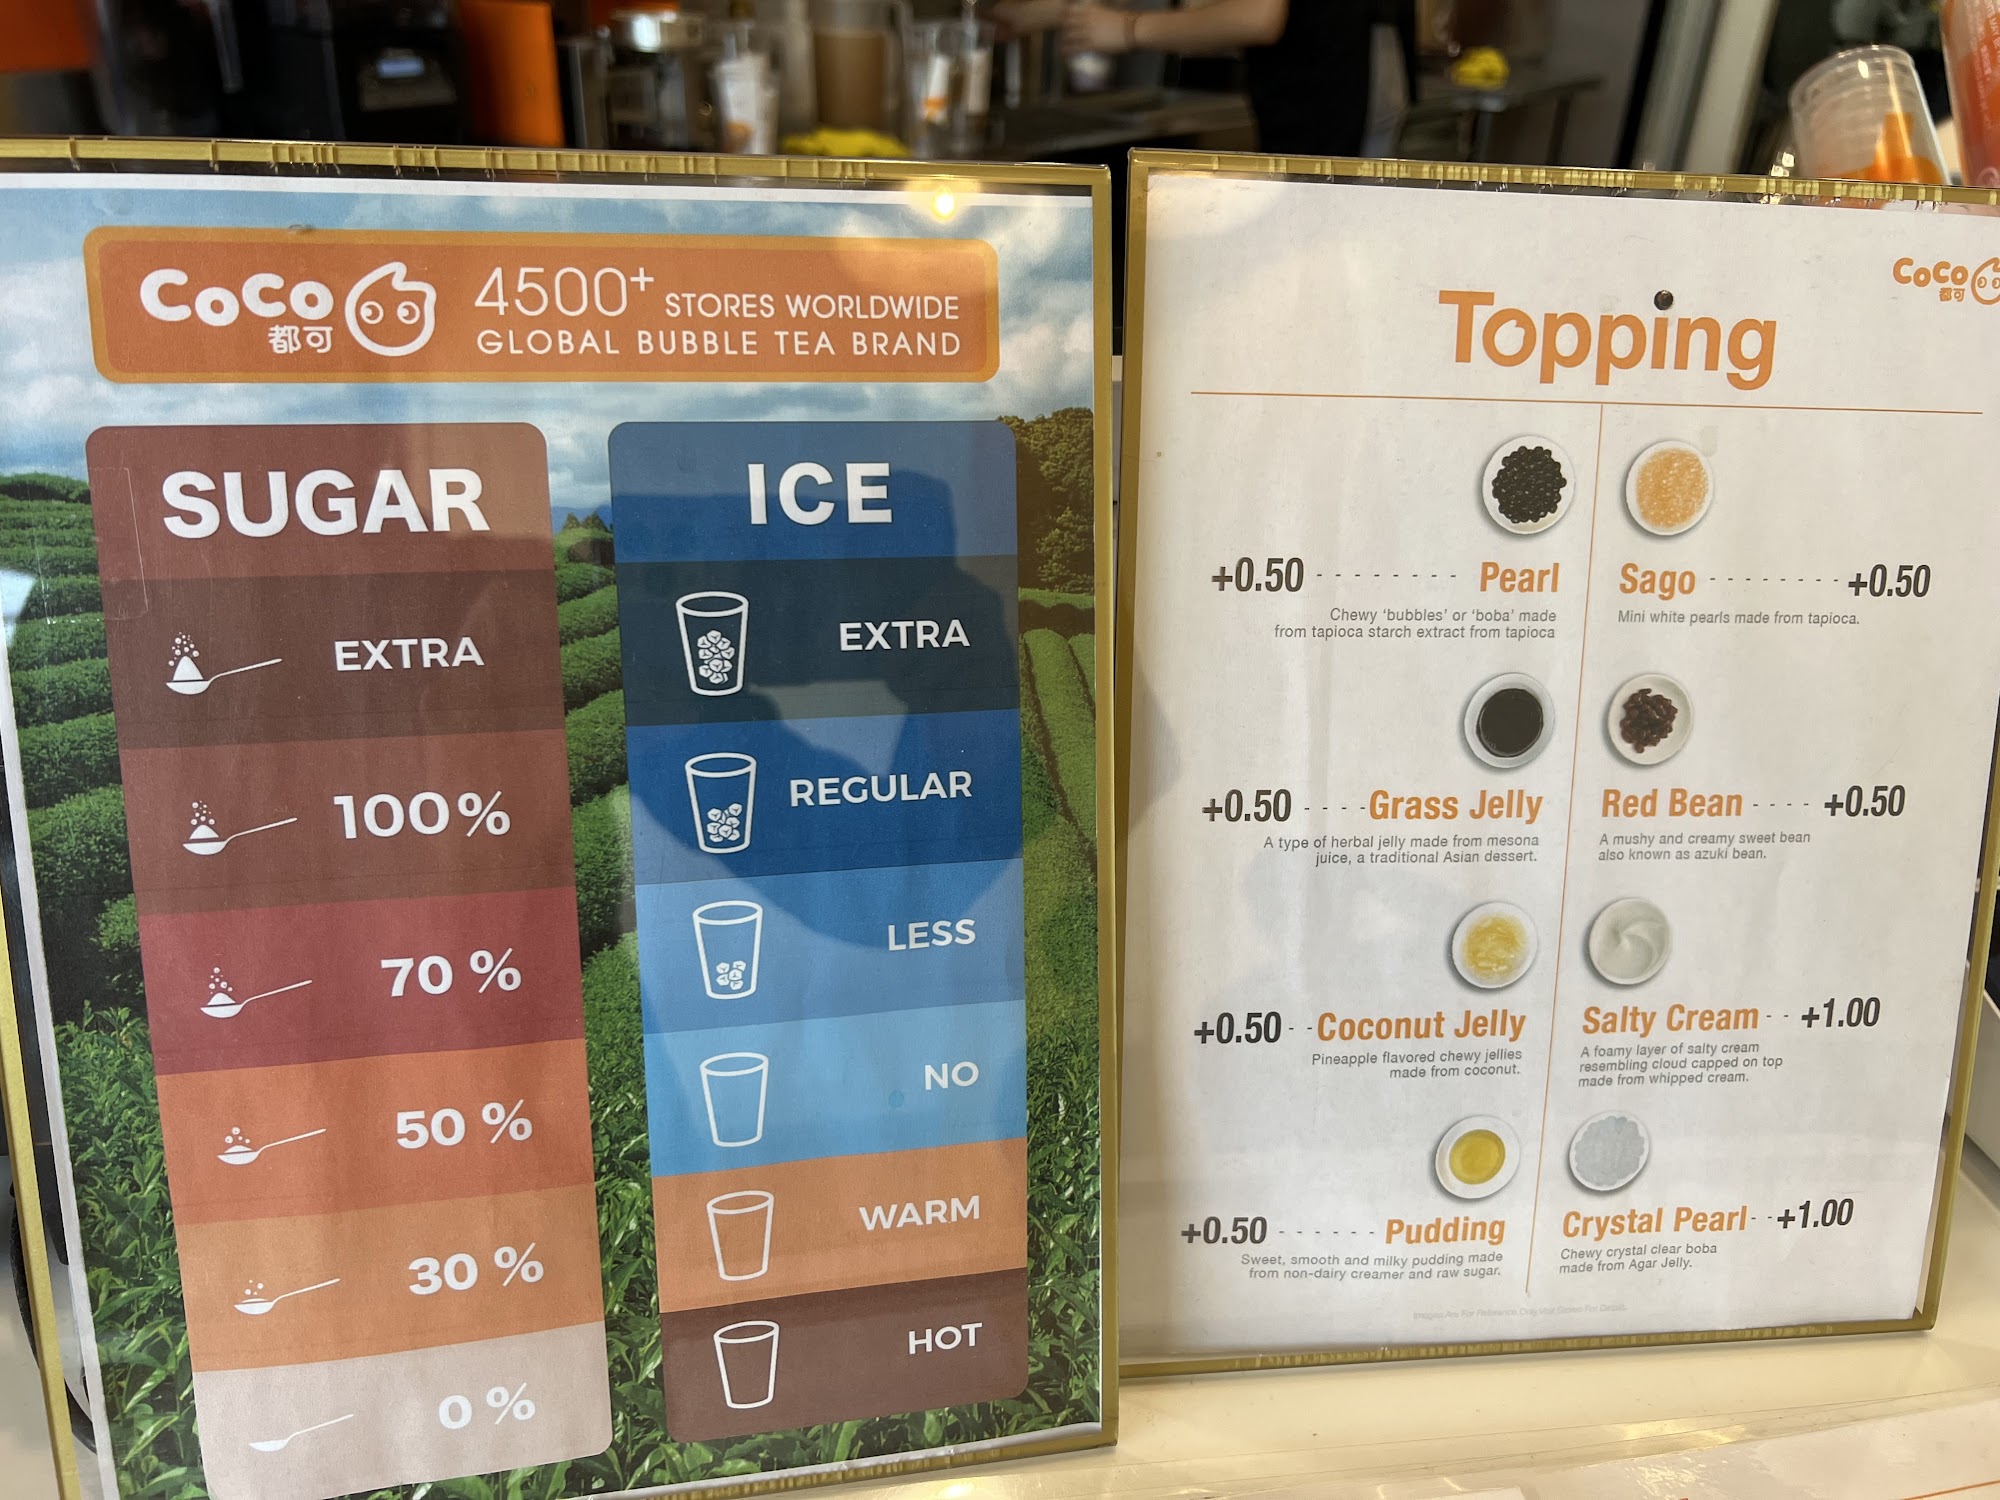 CoCo
都可
4500+ STORES WORLDWIDE
GLOBAL BUBBLE TEA BRAND
SUGAR
EXTRA
100%
70 %
50 %
30 %
0 %
ICE
EXTRA
REGULAR
LESS
NO
WARM
HOT
CoCo
都可
Topping
+0.50 - - - - - - - - Pearl
Chewy 'bubbles' or 'boba' made
from tapioca starch extract from tapioca
Sago - - - - - - - - +0.50
Mini white pearls made from tapioca.
+0.50 - - - - Grass Jelly
A type of herbal jelly made from mesona
juice, a traditional Asian dessert.
Red Bean - - - - +0.50
A mushy and creamy sweet bean
also known as azuki bean.
+0.50 - - Coconut Jelly
Pineapple flavored chewy jellies
made from coconut.
Salty Cream - - +1.00
A foamy layer of salty cream
resembling cloud capped on top
made from whipped cream.
+0.50 - - - - - - Pudding
Sweet, smooth and milky pudding made
from non-dairy creamer and raw sugar.
Crystal Pearl - - +1.00
Chewy crystal clear boba
made from Agar Jelly.
Images Are For Reference Only